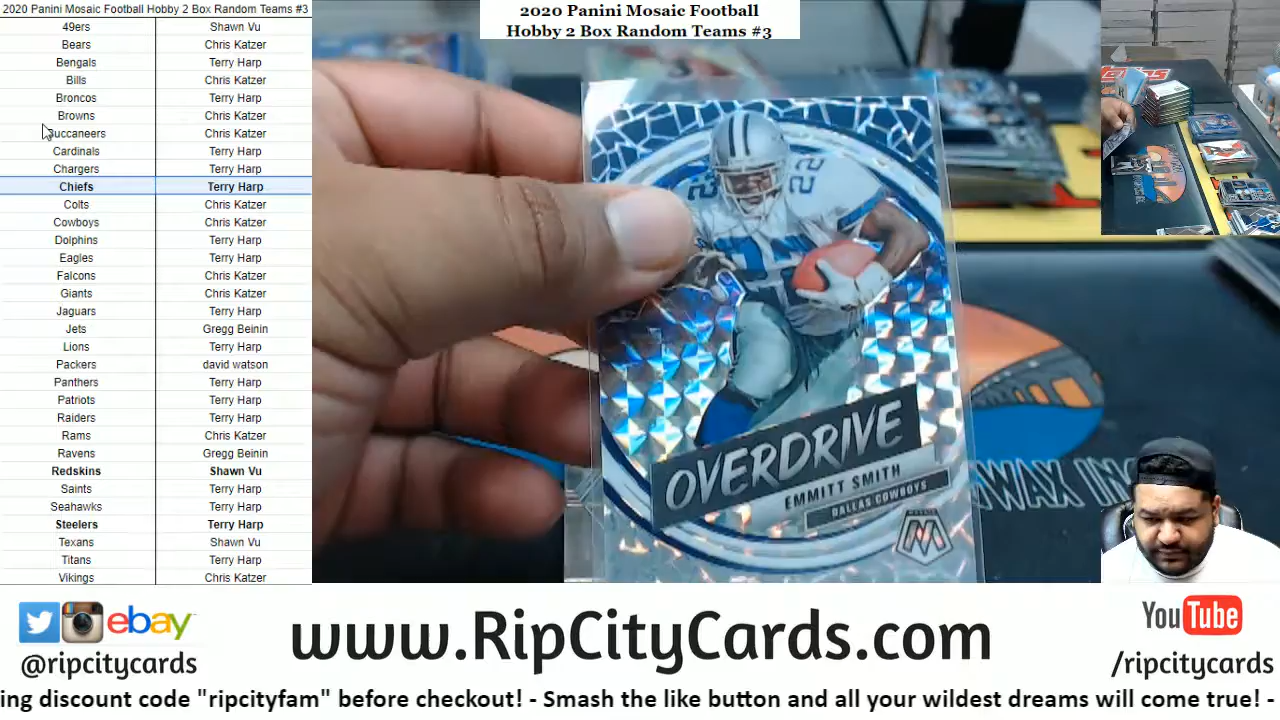 2020 Panini Mosaic Football Hobby 2 Box Random Teams #3
49ers Shawn Vu
Bears Chris Katzer
Bengals Terry Harp
Bills Chris Katzer
Broncos Terry Harp
Browns Chris Katzer
Buccaneers Chris Katzer
Cardinals Terry Harp
Chargers Terry Harp
Chiefs Terry Harp
Colts Chris Katzer
Cowboys Chris Katzer
Dolphins Terry Harp
Eagles Terry Harp
Falcons Chris Katzer
Giants Chris Katzer
Jaguars Terry Harp
Jets Gregg Beinin
Lions Terry Harp
Packers david watson
Panthers Terry Harp
Patriots Terry Harp
Raiders Terry Harp
Rams Chris Katzer
Ravens Gregg Beinin
Redskins Shawn Vu
Saints Terry Harp
Seahawks Terry Harp
Steelers Terry Harp
Texans Shawn Vu
Titans Terry Harp
Vikings Chris Katzer
2020 Panini Mosaic Football
Hobby 2 Box Random Teams #3
22
22
OVERDRIVE
EMMITT SMITH
DALLAS COWBOYS
MOSAIC
M
WAX INC
topps
ebay
@ripcitycards
www.RipCityCards.com
YouTube
/ripcitycards
ing discount code "ripcityfam" before checkout! - Smash the like button and all your wildest dreams will come true! -